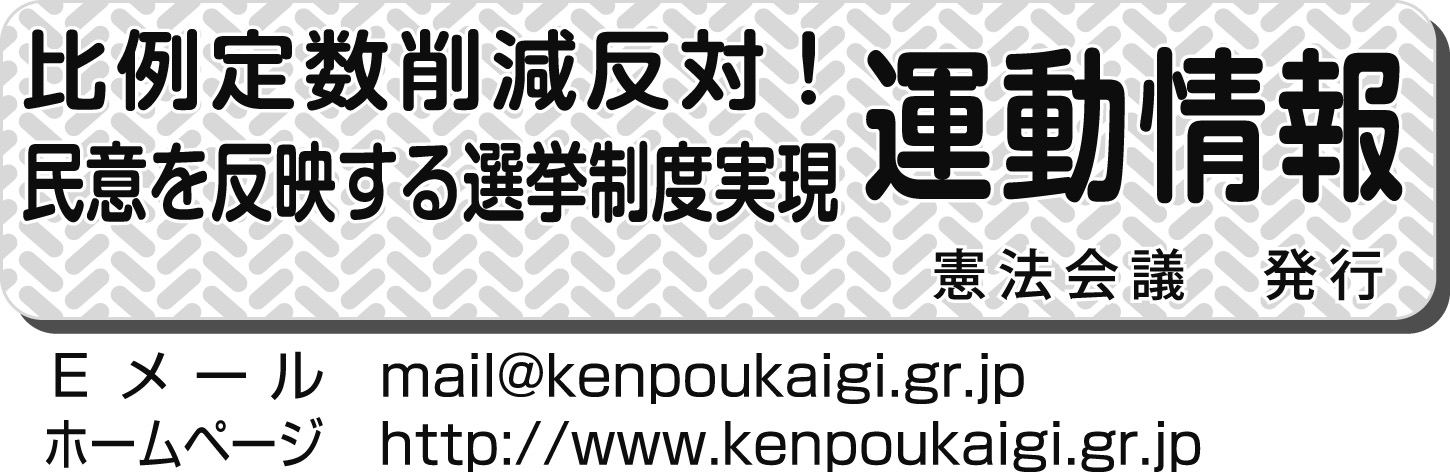 比例定数削減反対！
民意を反映する選挙制度実現
運動情報
憲法会議　発行
Eメール　mail@kenpoukaigi.gr.jp
ホームページ　http://www.kenpoukaigi.gr.jp